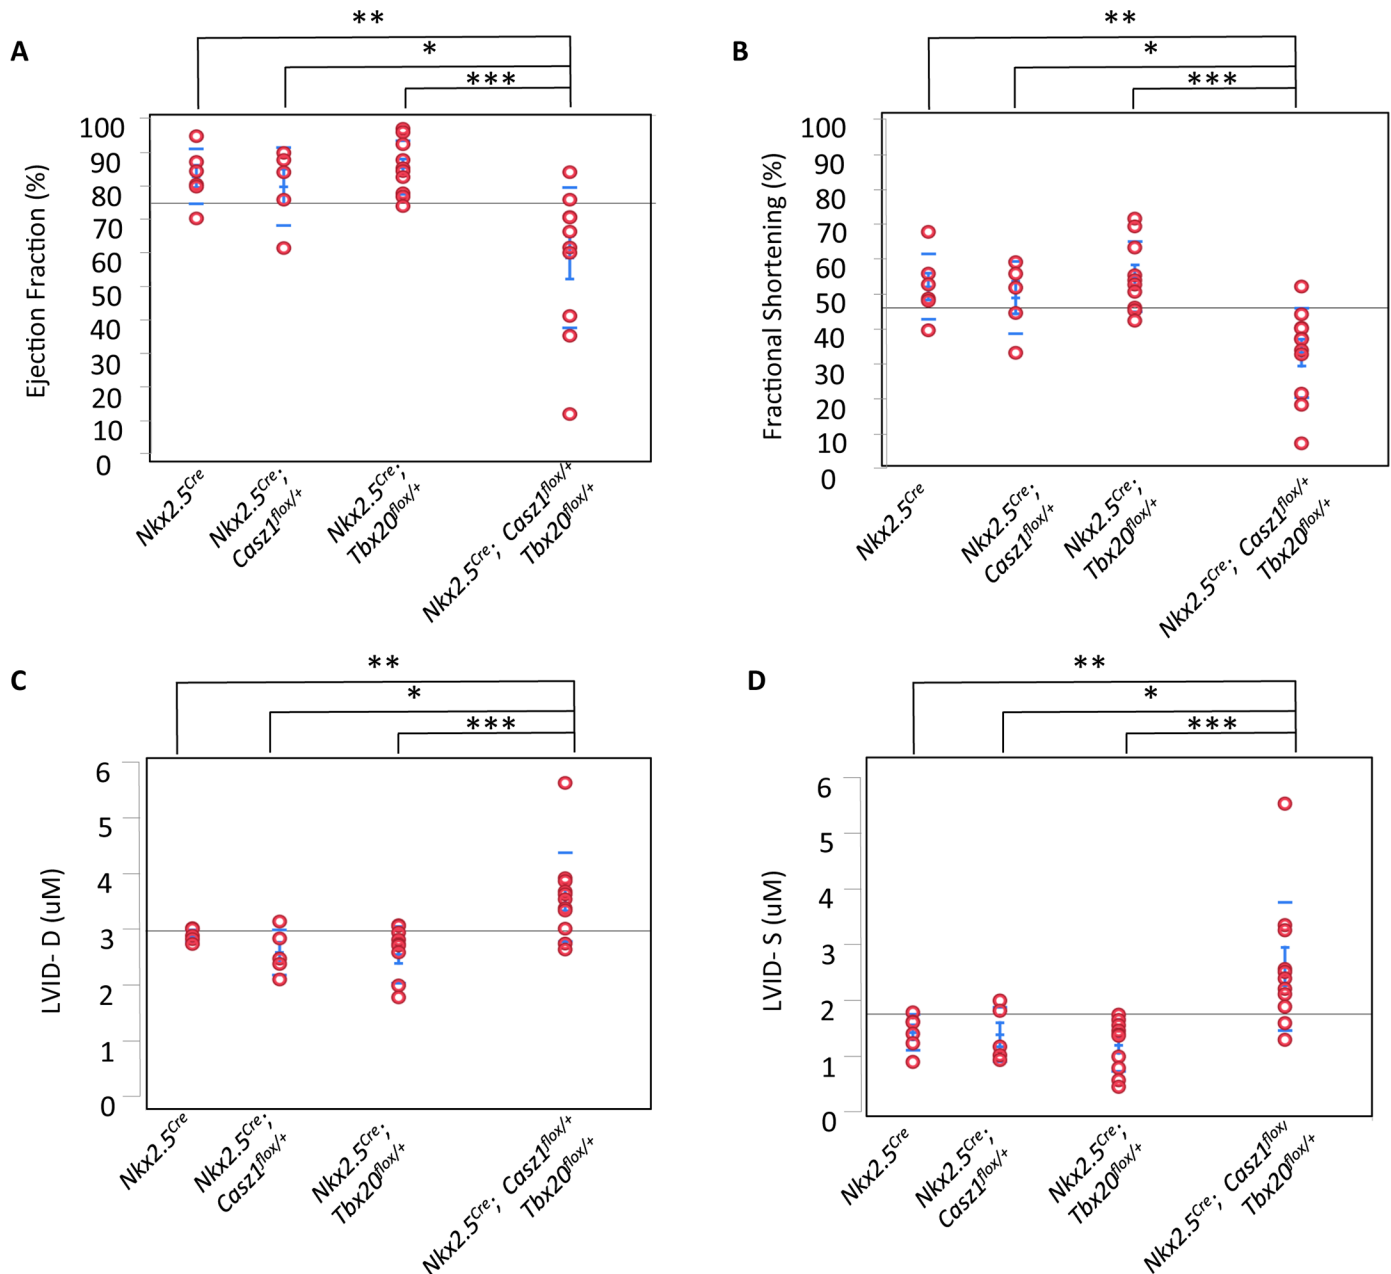 A
**
*
***
Ejection Fraction (%)
100
90
80
70
60
50
40
30
20
10
0
Nkx2.5Cre
Nkx2.5Cre;
Casz1flox/+
Nkx2.5Cre;
Tbx20flox/+
Nkx2.5Cre; Casz1flox/+
Tbx20flox/+
B
**
*
***
Fractional Shortening (%)
100
90
80
70
60
50
40
30
20
10
0
Nkx2.5Cre
Nkx2.5Cre;
Casz1flox/+
Nkx2.5Cre;
Tbx20flox/+
Nkx2.5Cre; Casz1flox/+
Tbx20flox/+
C
**
*
***
LVID- D (uM)
6
5
4
3
2
1
0
Nkx2.5Cre
Nkx2.5Cre;
Casz1flox/+
Nkx2.5Cre;
Tbx20flox/+
Nkx2.5Cre; Casz1flox/+
Tbx20flox/+
D
**
*
***
LVID- S (uM)
6
5
4
3
2
1
0
Nkx2.5Cre
Nkx2.5Cre;
Casz1flox/+
Nkx2.5Cre;
Tbx20flox/+
Nkx2.5Cre; Casz1flox/
Tbx20flox/+